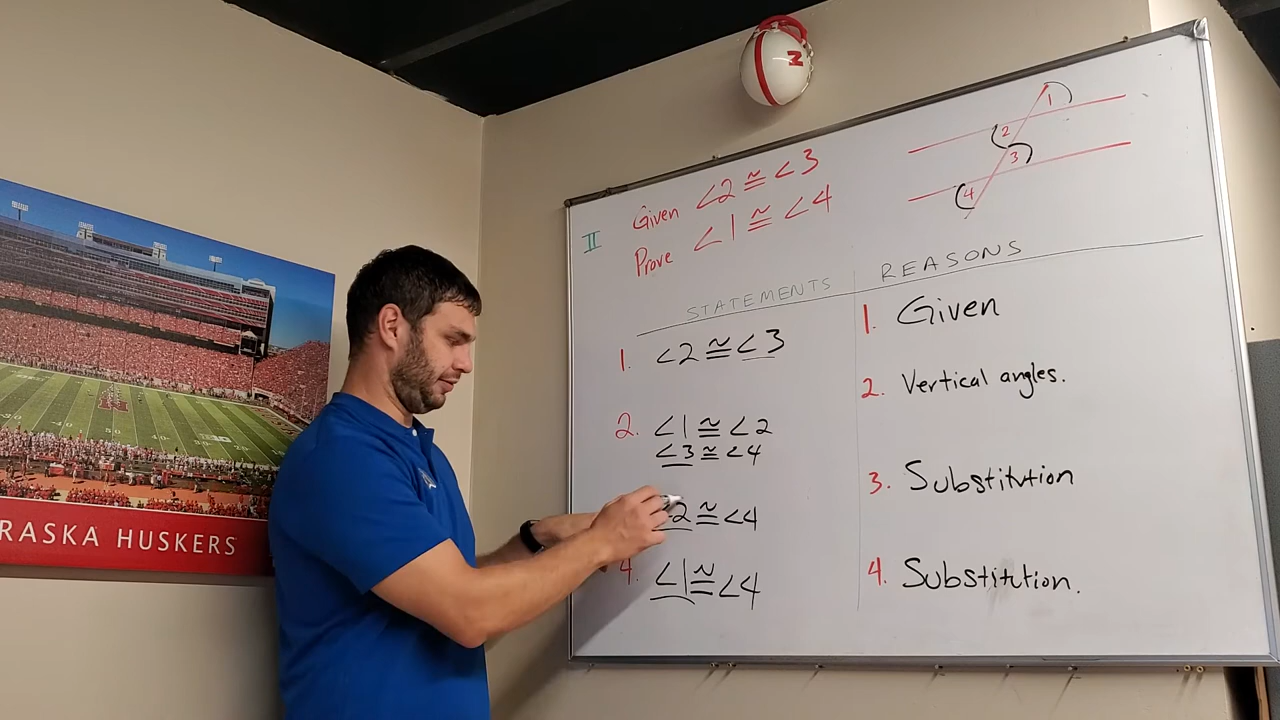 II
Given ∠2 ≅ ∠3
Prove ∠1 ≅ ∠4
1
2
3
4
STATEMENTS
REASONS
1. ∠2 ≅ ∠3
1. Given
2. ∠1 ≅ ∠2
∠3 ≅ ∠4
2. Vertical angles.
2 ≅ ∠4
3. Substitution
4. ∠1 ≅ ∠4
4. Substitution.
N
RASKA HUSKERS